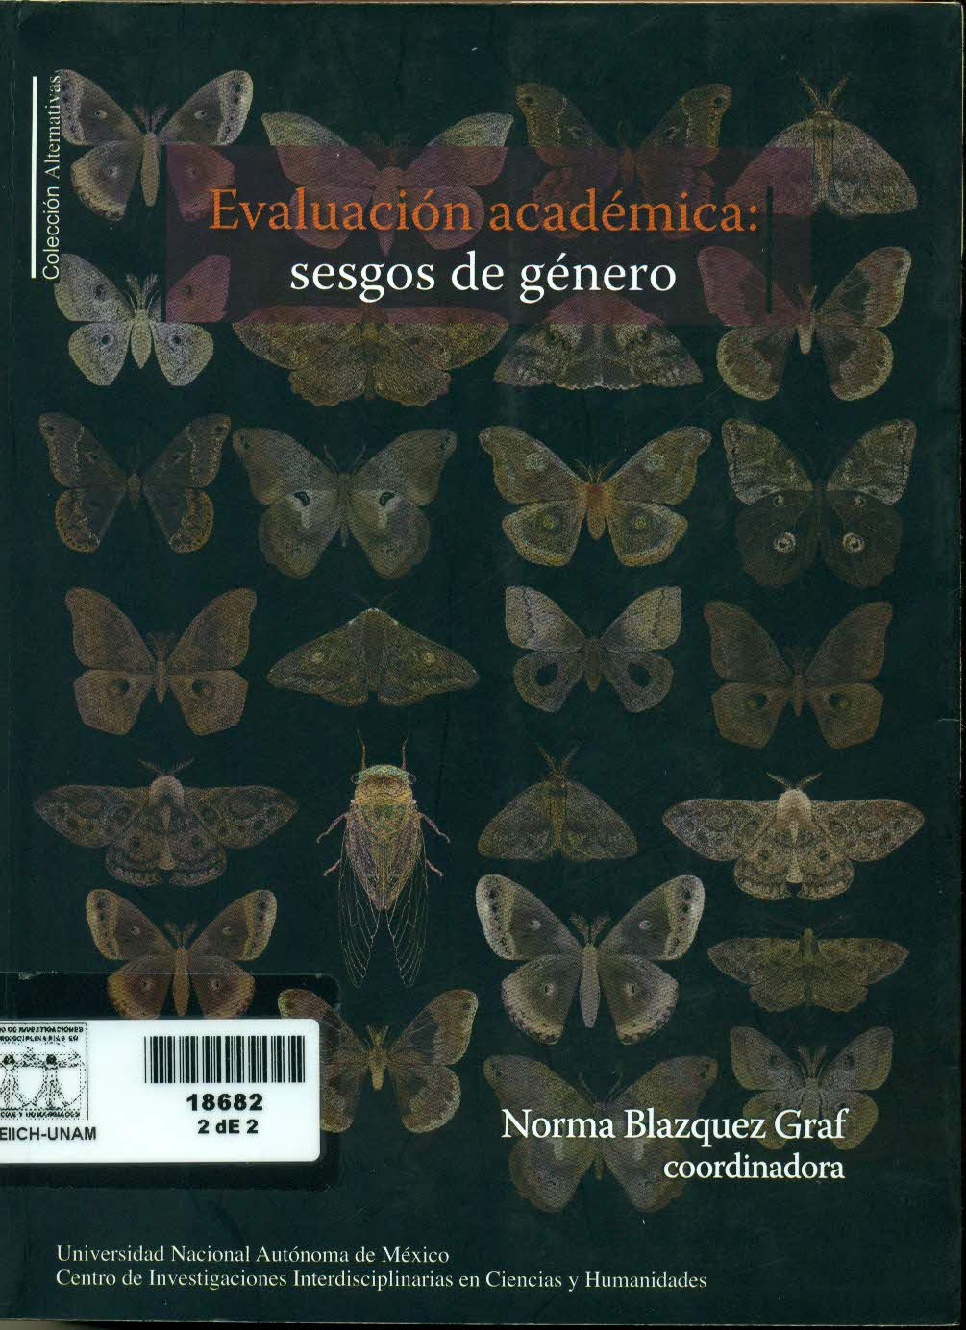 Colección Alternativas
Evaluación académica:
sesgos de género
18682
2 dE 2
EIICH-UNAM
Norma Blazquez Graf
coordinadora
Universidad Nacional Autónoma de México
Centro de Investigaciones Interdisciplinarias en Ciencias y Humanidades